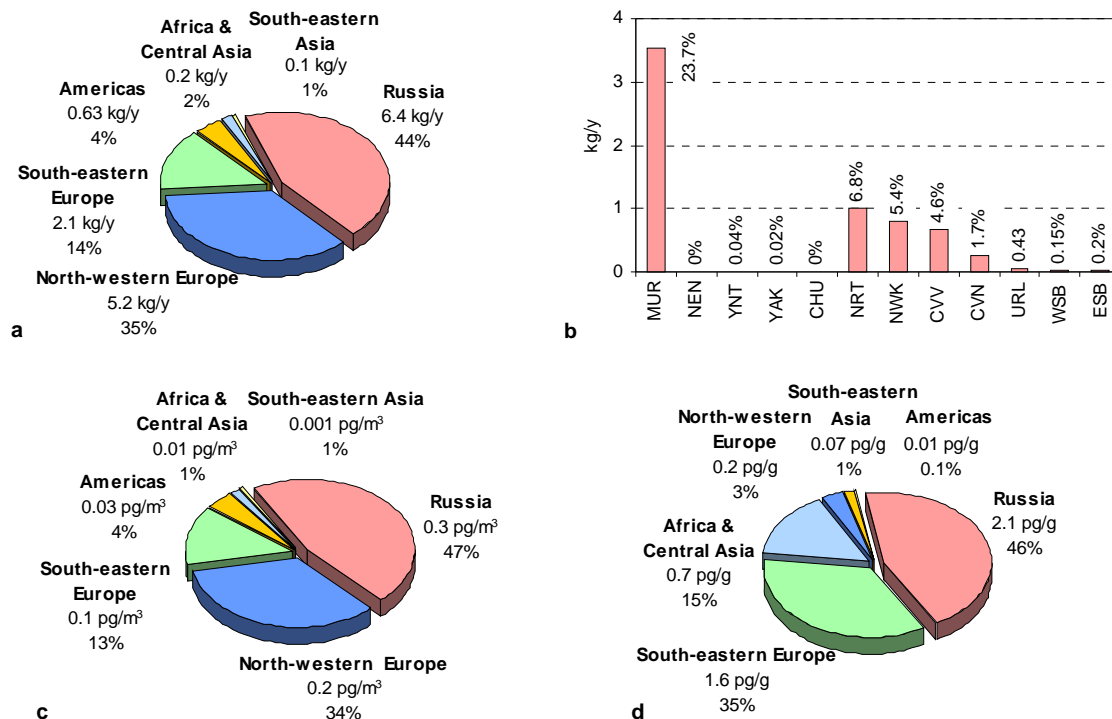 a
Africa &
Central Asia
0.2 kg/y
2%
South-eastern
Asia
0.1 kg/y
1%
Americas
0.63 kg/y
4%
Russia
6.4 kg/y
44%
South-eastern
Europe
2.1 kg/y
14%
North-western Europe
5.2 kg/y
35%
b
kg/y
4
3
2
1
0
23.7%
0%
0.04%
0.02%
0%
6.8%
5.4%
4.6%
1.7%
0.43
0.15%
0.2%
MUR
NEN
YNT
YAK
CHU
NRT
NWK
CVV
CVN
URL
WSB
ESB
c
Africa &
Central Asia
0.01 pg/m³
1%
South-eastern Asia
0.001 pg/m³
1%
Americas
0.03 pg/m³
4%
Russia
0.3 pg/m³
47%
South-eastern
Europe
0.1 pg/m³
13%
North-western Europe
0.2 pg/m³
34%
d
North-western
Europe
0.2 pg/g
3%
South-eastern
Asia
0.07 pg/g
1%
Americas
0.01 pg/g
0.1%
Russia
2.1 pg/g
46%
Africa &
Central Asia
0.7 pg/g
15%
South-eastern Europe
1.6 pg/g
35%